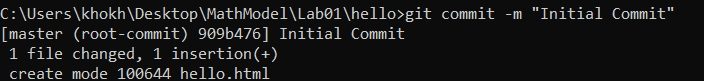 C:\Users\khokh\Desktop\MathModel\Lab01\hello>git commit -m "Initial Commit"
[master (root-commit) 909b476] Initial Commit
 1 file changed, 1 insertion(+)
 create mode 100644 hello.html